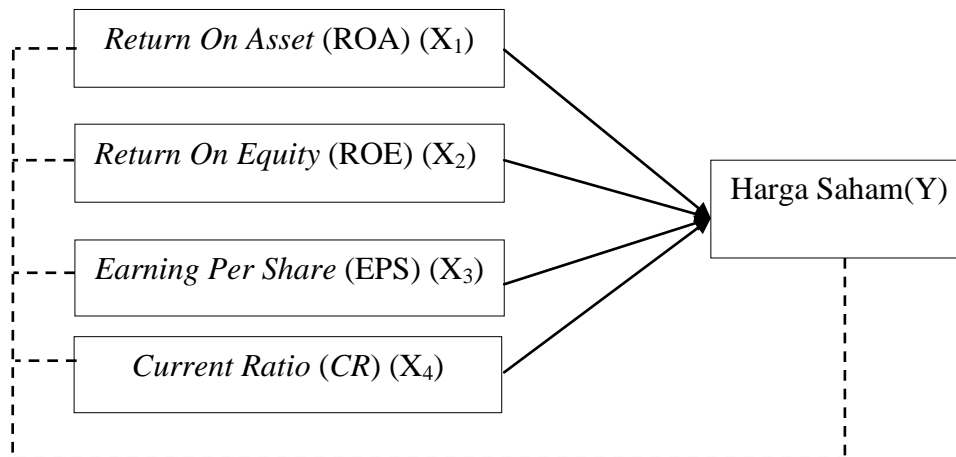 Return On Asset (ROA) (X₁)
Return On Equity (ROE) (X₂)
Harga Saham(Y)
Earning Per Share (EPS) (X₃)
Current Ratio (CR) (X₄)